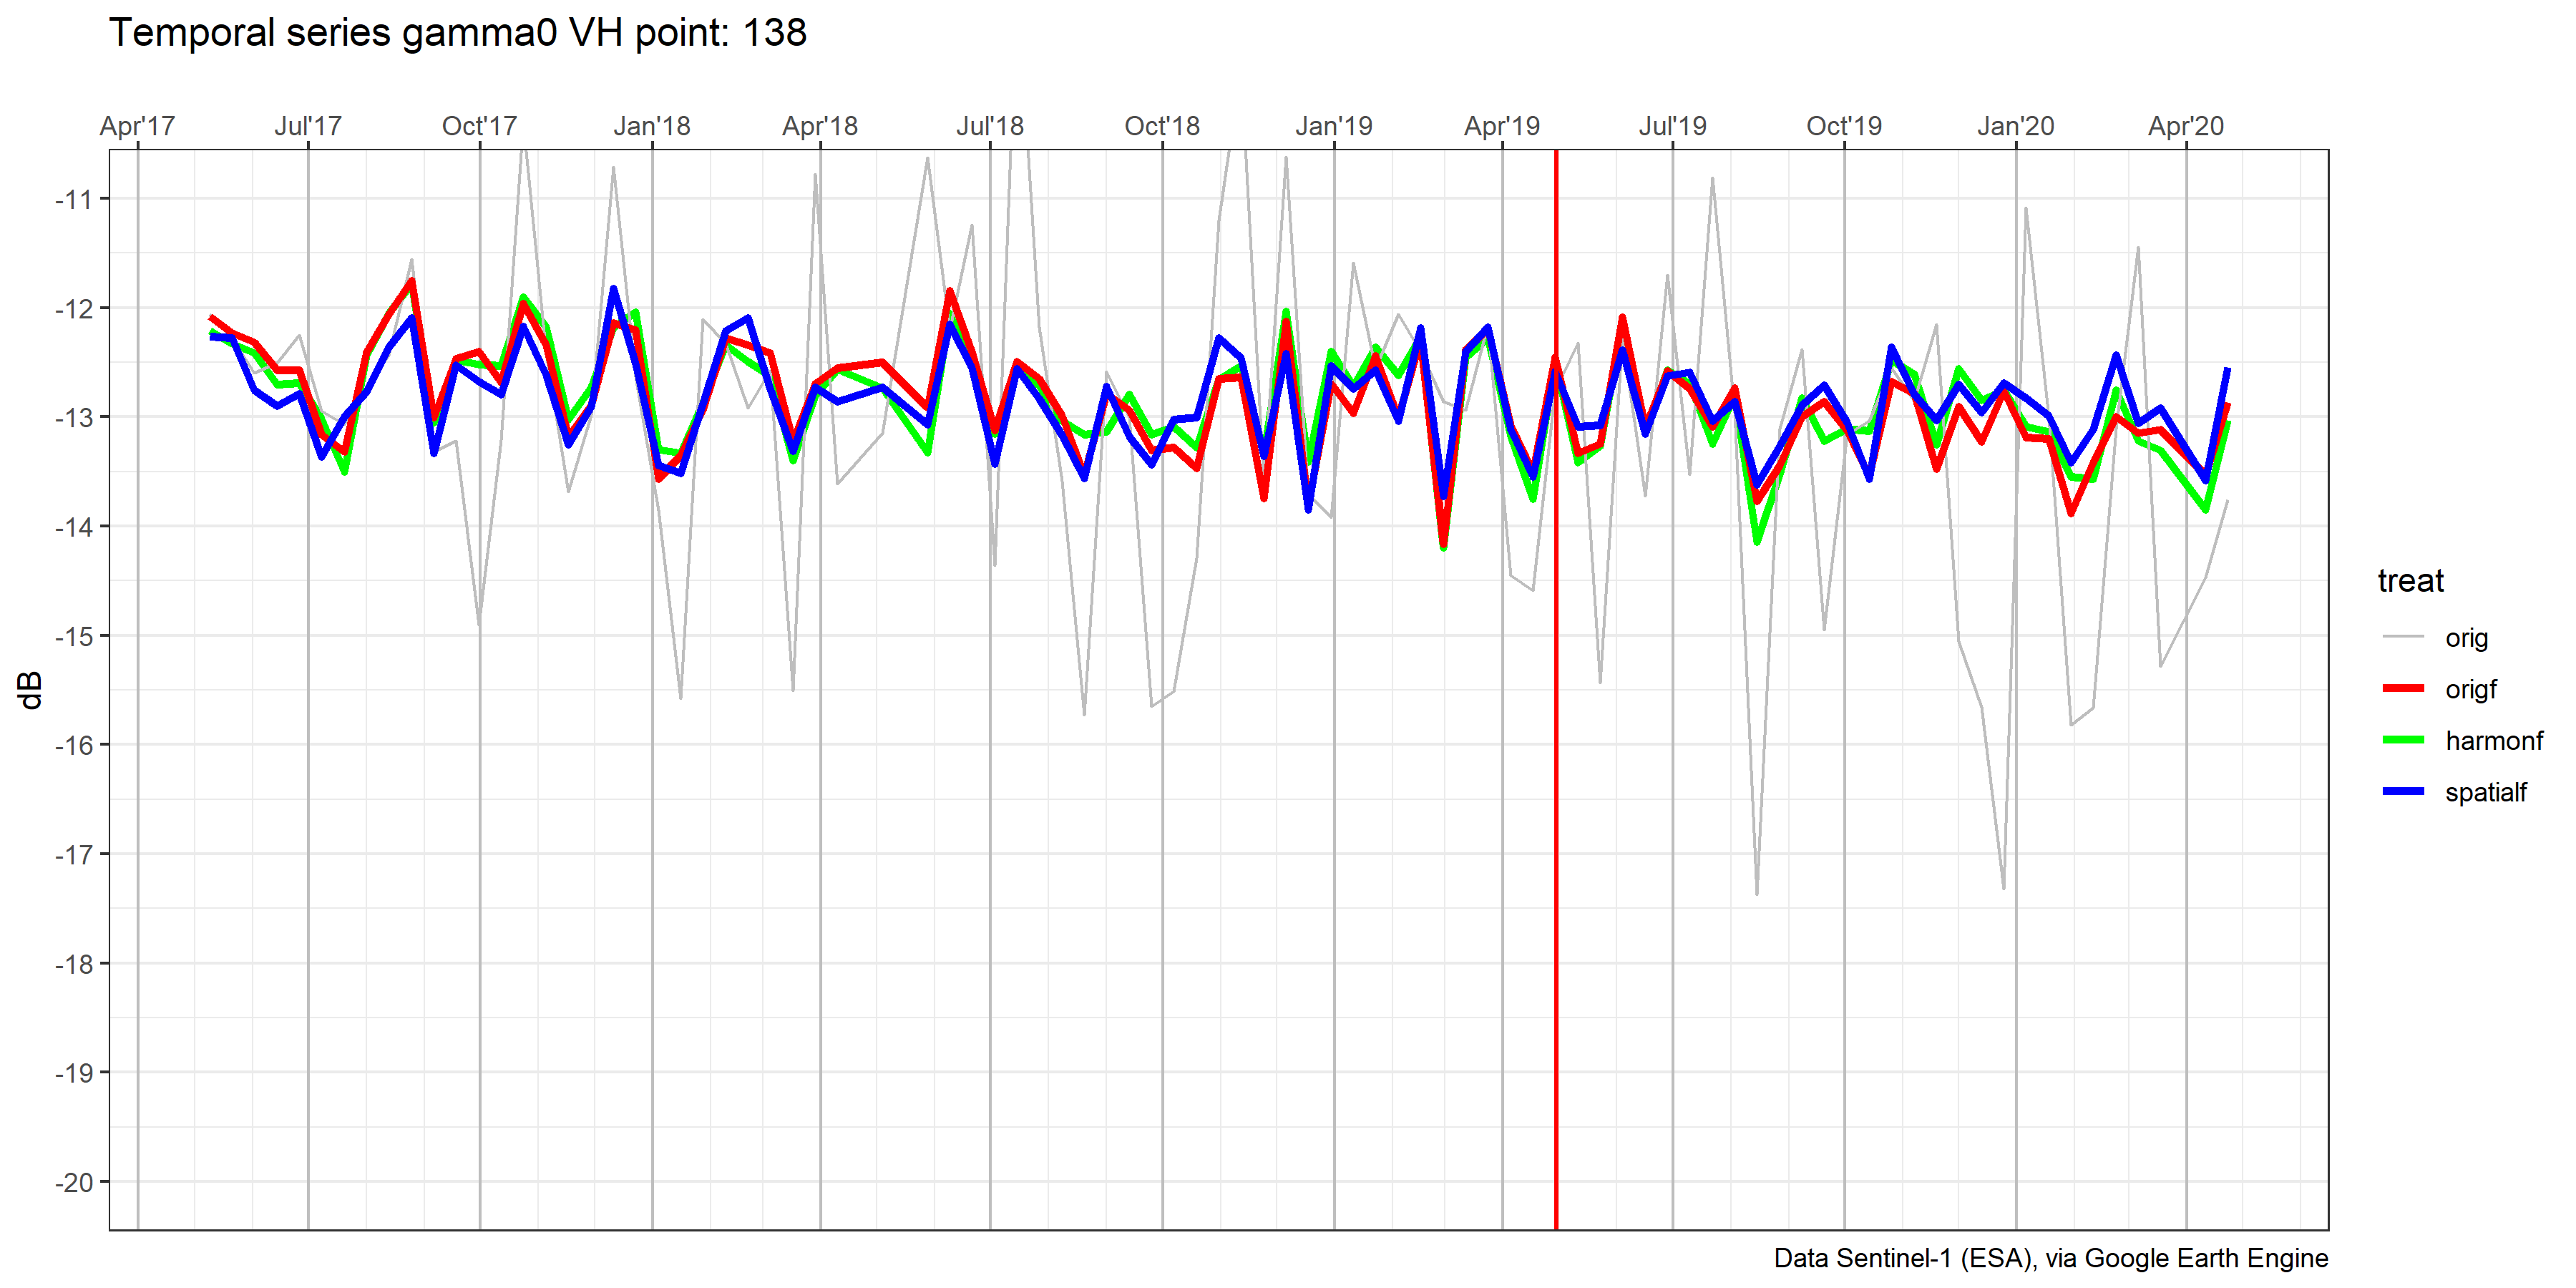 Temporal series gamma0 VH point: 138
Apr'17 Jul'17 Oct'17 Jan'18 Apr'18 Jul'18 Oct'18 Jan'19 Apr'19 Jul'19 Oct'19 Jan'20 Apr'20
-11
-12
-13
-14
-15
-16
-17
-18
-19
-20
dB
treat
orig
origf
harmonf
spatialf
Data Sentinel-1 (ESA), via Google Earth Engine